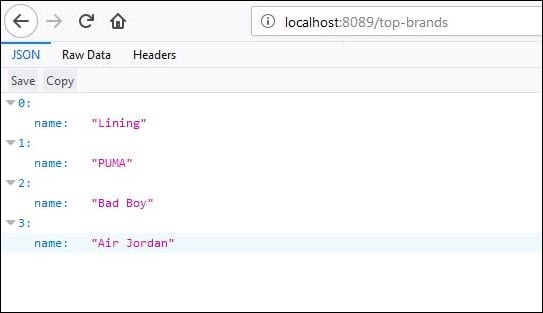 localhost:8089/top-brands
JSON Raw Data Headers
Save Copy
0:
name: "Lining"
1:
name: "PUMA"
2:
name: "Bad Boy"
3:
name: "Air Jordan"